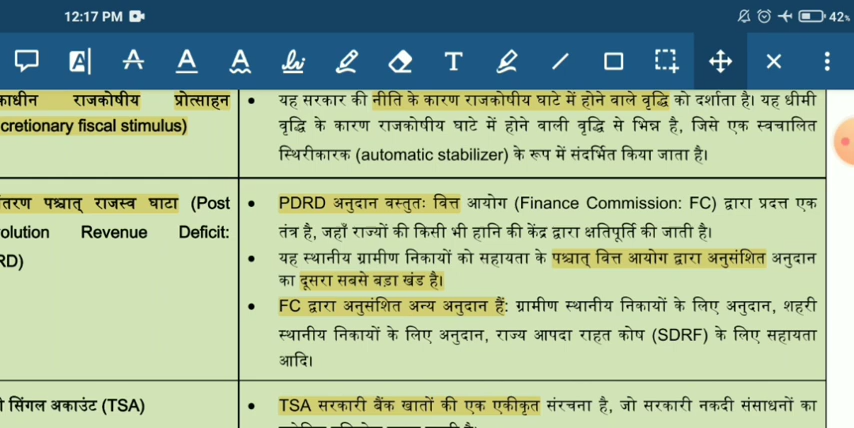 12:17 PM
42%
A
A
A
A
T
काधीन राजकोषीय प्रोत्साहन
cretionary fiscal stimulus)
• यह सरकार की नीति के कारण राजकोषीय घाटे में होने वाले वृद्धि को दर्शाता है। यह धीमी
वृद्धि के कारण राजकोषीय घाटे में होने वाली वृद्धि से भिन्न है, जिसे एक स्वचालित
स्थिरीकारक (automatic stabilizer) के रूप में संदर्भित किया जाता है।
तरण पश्चात् राजस्व घाटा (Post
olution Revenue Deficit:
RD)
• PDRD अनुदान वस्तुतः वित्त आयोग (Finance Commission: FC) द्वारा प्रदत्त एक
तंत्र है, जहाँ राज्यों की किसी भी हानि की केंद्र द्वारा क्षतिपूर्ति की जाती है।
• यह स्थानीय ग्रामीण निकायों को सहायता के पश्चात् वित्त आयोग द्वारा अनुसंशित अनुदान
का दूसरा सबसे बड़ा खंड है।
• FC द्वारा अनुसंशित अन्य अनुदान हैं: ग्रामीण स्थानीय निकायों के लिए अनुदान, शहरी
स्थानीय निकायों के लिए अनुदान, राज्य आपदा राहत कोष (SDRF) के लिए सहायता
आदि।
सिंगल अकाउंट (TSA)
• TSA सरकारी बैंक खातों की एक एकीकृत संरचना है, जो सरकारी नकदी संसाधनों का